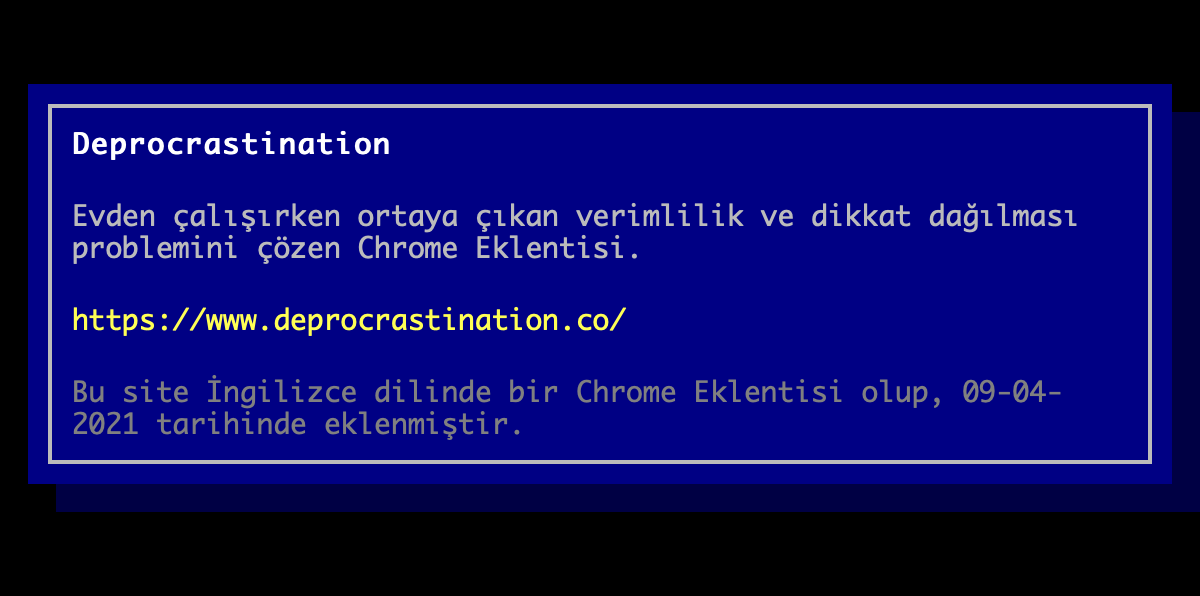 Deprocrastination
Evden çalışırken ortaya çıkan verimlilik ve dikkat dağılması
problemini çözen Chrome Eklentisi.
https://www.deprocrastination.co/
Bu site İngilizce dilinde bir Chrome Eklentisi olup, 09-04-
2021 tarihinde eklenmiştir.